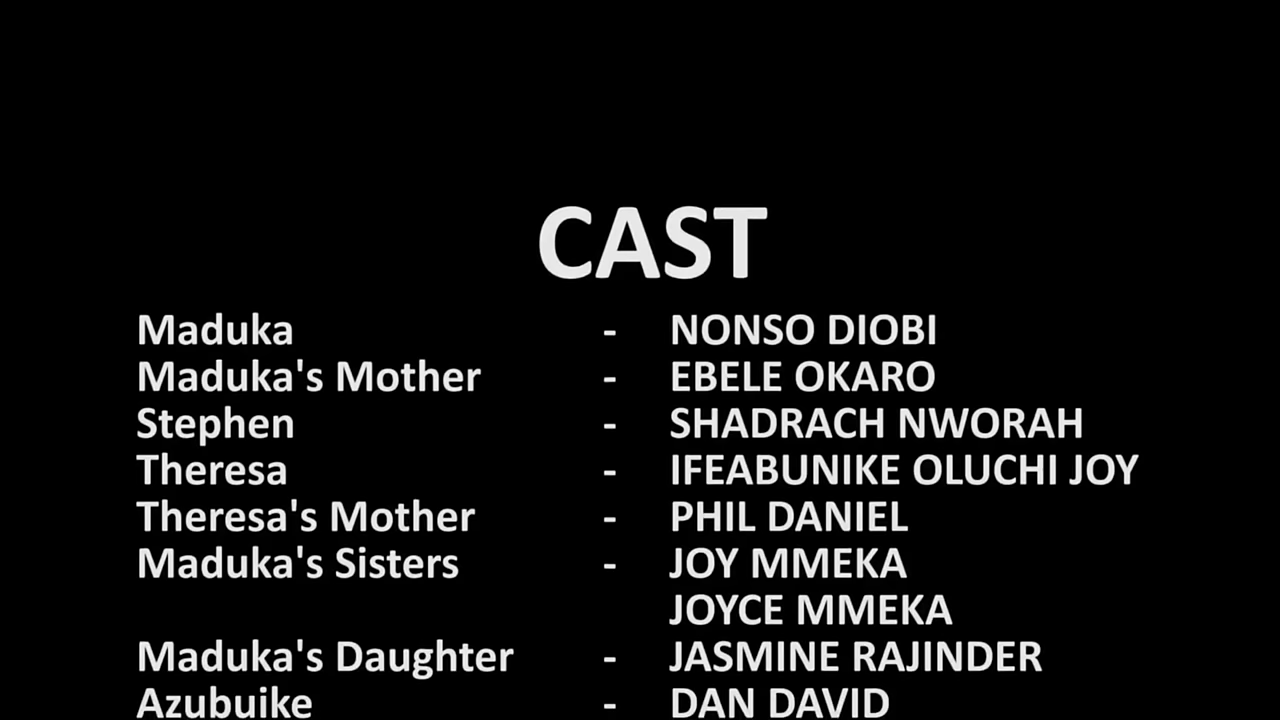 CAST
Maduka - NONSO DIOBI
Maduka's Mother - EBELE OKARO
Stephen - SHADRACH NWORAH
Theresa - IFEABUNIKE OLUCHI JOY
Theresa's Mother - PHIL DANIEL
Maduka's Sisters - JOY MMEKA
JOYCE MMEKA
Maduka's Daughter - JASMINE RAJINDER
Azubuike - DAN DAVID